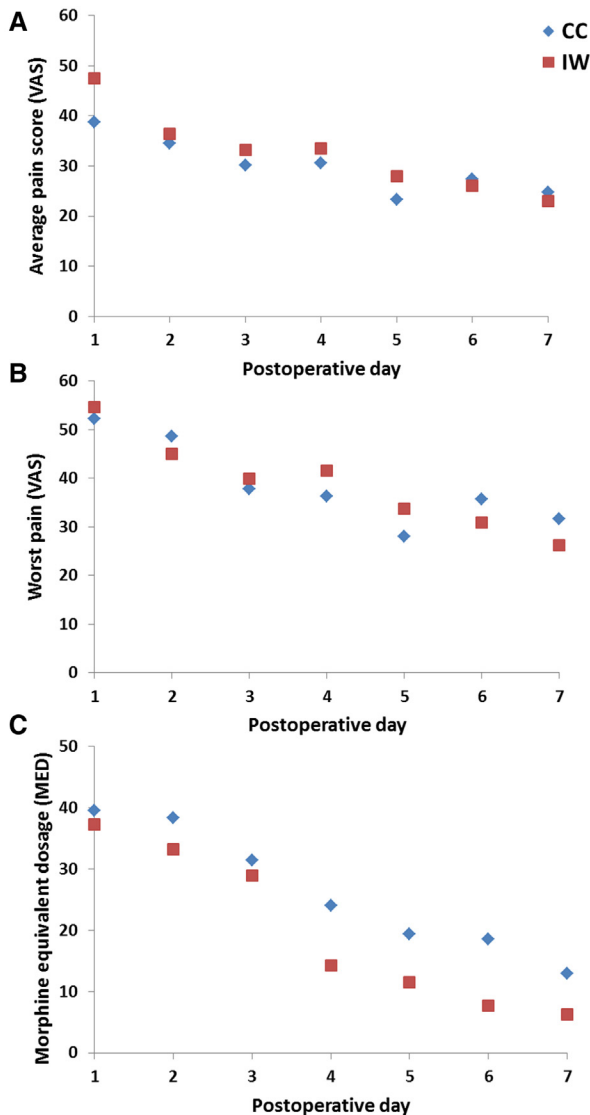 A
CC
IW
Average pain score (VAS)
60
50
40
30
20
10
0
1 2 3 4 5 6 7
Postoperative day
B
Worst pain (VAS)
60
50
40
30
20
10
0
1 2 3 4 5 6 7
Postoperative day
C
Morphine equivalent dosage (MED)
50
40
30
20
10
0
1 2 3 4 5 6 7
Postoperative day